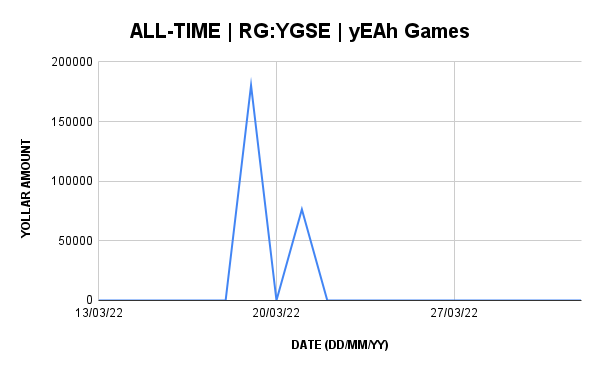 ALL-TIME | RG:YGSE | yEAh Games
200000
150000
100000
50000
0
YOLLAR AMOUNT
13/03/22 20/03/22 27/03/22
DATE (DD/MM/YY)